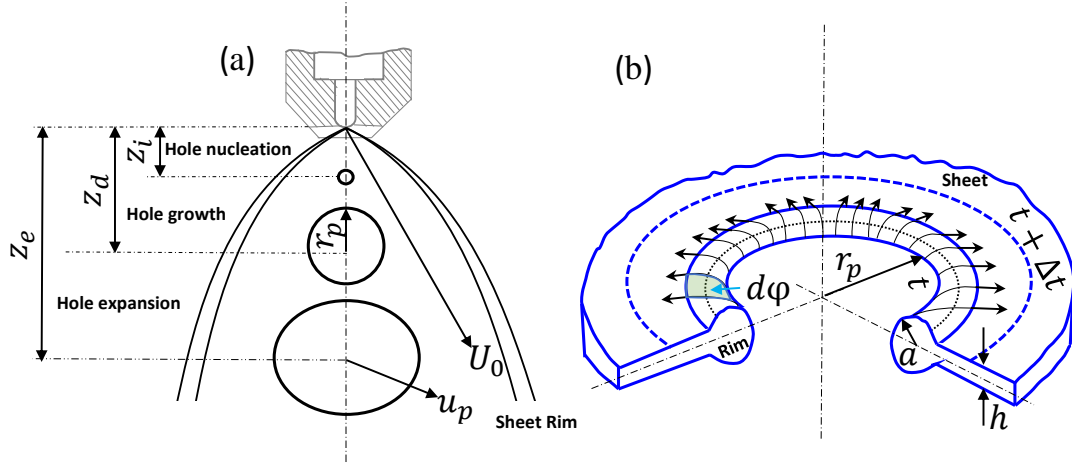 (a)
(b)
z_i
Hole nucleation
z_d
Hole growth
r_p
z_e
Hole expansion
U_0
u_p
Sheet Rim
Sheet
t + Δt
r_p
t
dφ
Rim
a
h